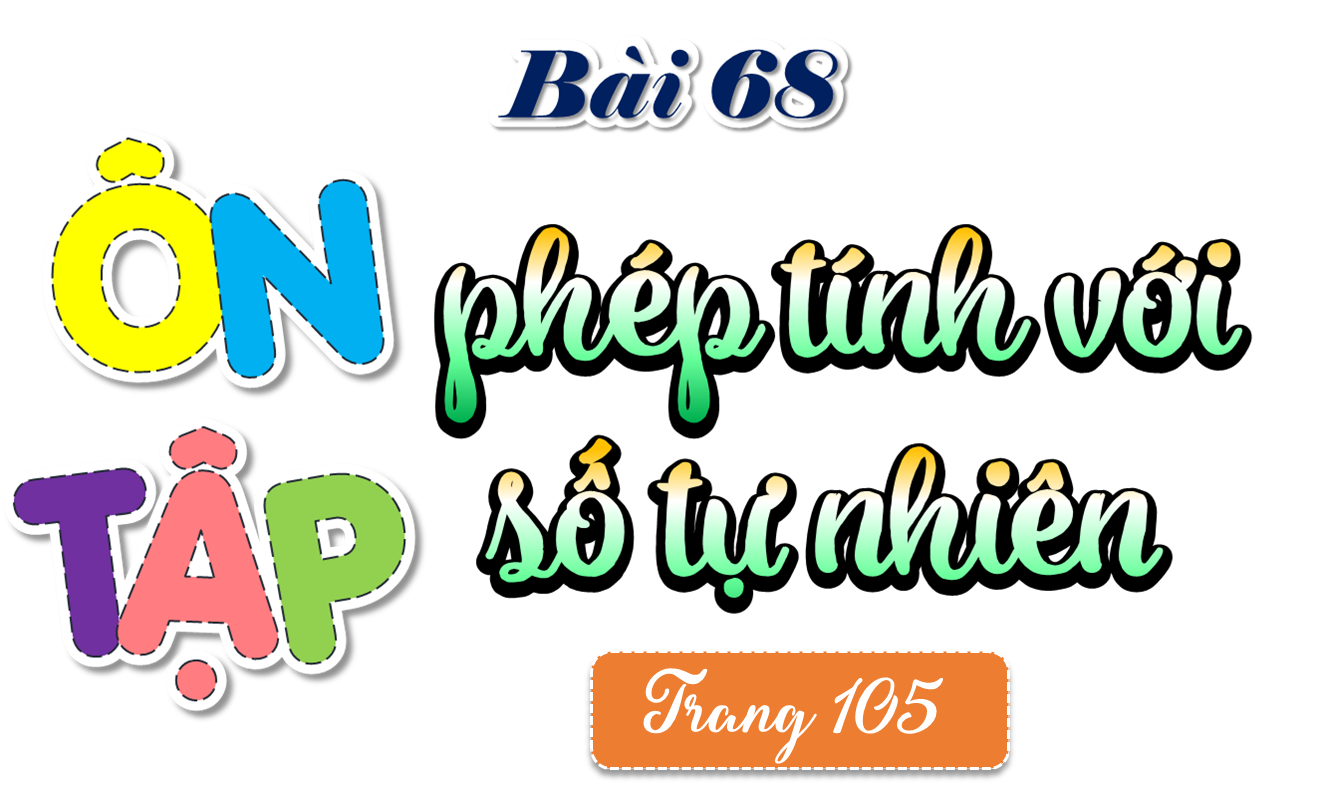 Bài 68
ÔN
TẬP
phép tính với
số tự nhiên
Trang 105